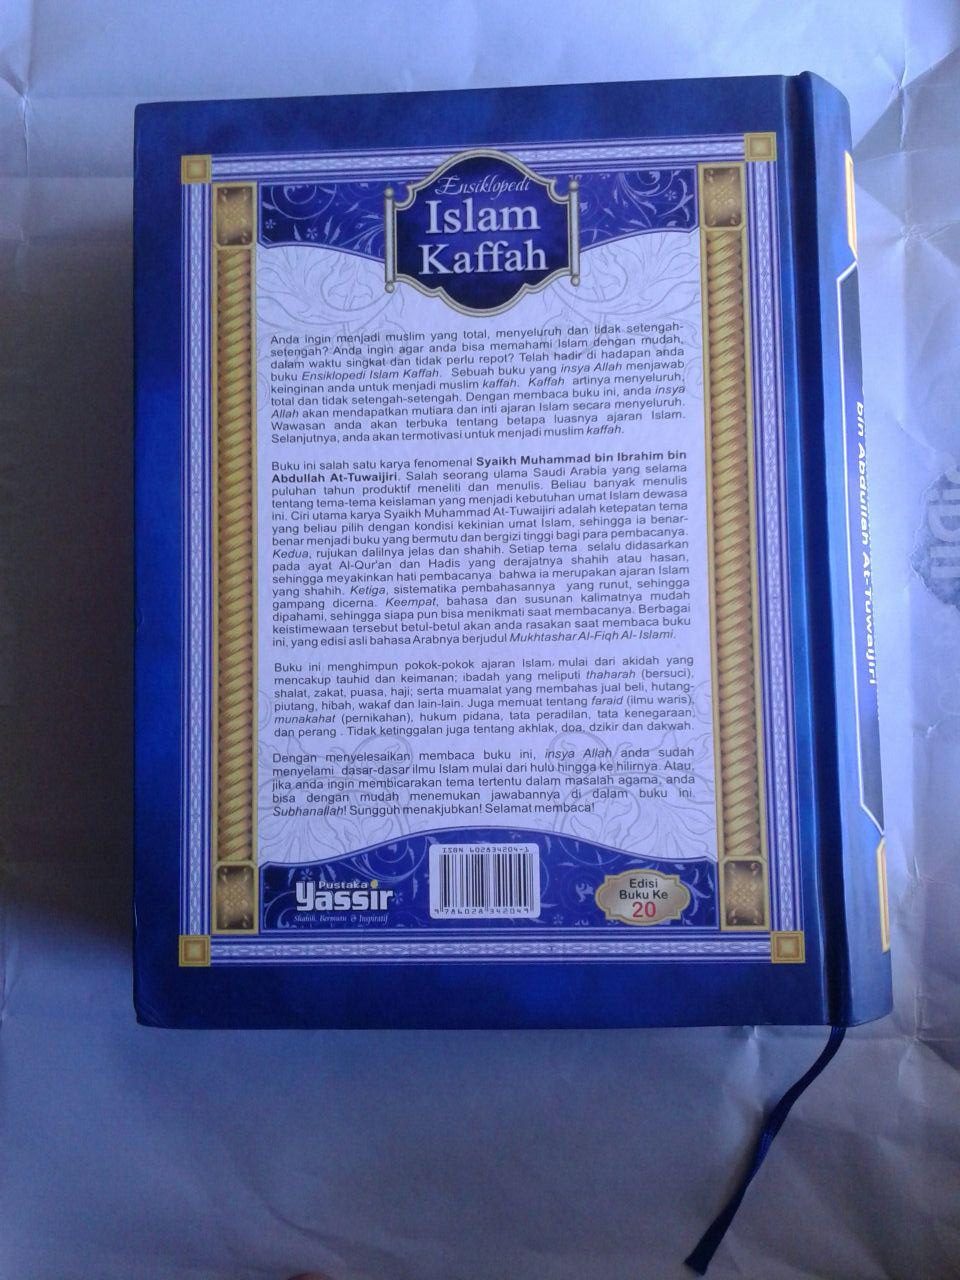 Ensiklopedi
Islam
Kaffah
Anda ingin menjadi muslim yang total, menyeluruh dan tidak setengah-
setengah? Anda ingin agar anda bisa memahami Islam dengan mudah,
dalam waktu singkat dan tidak perlu repot? Telah hadir di hadapan anda
buku Ensiklopedi Islam Kaffah. Sebuah buku yang insya Allah menjawab
keinginan anda untuk menjadi muslim kaffah. Kaffah artinya menyeluruh,
total dan tidak setengah-setengah. Dengan membaca buku ini, anda insya
Allah akan mendapatkan mutiara dan inti ajaran Islam secara menyeluruh.
Wawasan anda akan terbuka tentang betapa luasnya ajaran Islam.
Selanjutnya, anda akan termotivasi untuk menjadi muslim kaffah.
Buku ini salah satu karya fenomenal Syaikh Muhammad bin Ibrahim bin
Abdullah At-Tuwaijiri. Salah seorang ulama Saudi Arabia yang selama
puluhan tahun produktif meneliti dan menulis. Beliau banyak menulis
tentang tema-tema keislaman yang menjadi kebutuhan umat Islam dewasa
ini. Ciri utama karya Syaikh Muhammad At-Tuwaijiri adalah ketepatan tema
yang beliau pilih dengan kondisi kekinian umat Islam, sehingga ia benar-
benar menjadi buku yang bermutu dan bergizi tinggi bagi para pembacanya.
Kedua, rujukan dalilnya jelas dan shahih. Setiap tema selalu didasarkan
pada ayat Al-Qur'an dan Hadis yang derajatnya shahih atau hasan,
sehingga meyakinkan hati pembacanya bahwa ia merupakan ajaran Islam
yang shahih. Ketiga, sistematika pembahasannya yang runut, sehingga
gampang dicerna. Keempat, bahasa dan susunan kalimatnya mudah
dipahami, sehingga siapa pun bisa menikmati saat membacanya. Berbagai
keistimewaan tersebut betul-betul akan anda rasakan saat membaca buku
ini, yang edisi asli bahasa Arabnya berjudul Mukhtashar Al-Fiqh Al- Islami.
Buku ini menghimpun pokok-pokok ajaran Islam, mulai dari akidah yang
mencakup tauhid dan keimanan; ibadah yang meliputi thaharah (bersuci),
shalat, zakat, puasa, haji; serta muamalat yang membahas jual beli, hutang-
piutang, hibah, wakaf dan lain-lain. Juga memuat tentang faraid (ilmu waris),
munakahat (pernikahan), hukum pidana, tata peradilan, tata kenegaraan,
dan perang . Tidak ketinggalan juga tentang akhlak, doa, dzikir dan dakwah.
Dengan menyelesaikan membaca buku ini, insya Allah anda sudah
menyelami dasar-dasar ilmu Islam mulai dari hulu hingga ke hilirnya. Atau,
jika anda ingin membicarakan tema tertentu dalam masalah agama, anda
bisa dengan mudah menemukan jawabannya di dalam buku ini.
Subhanallah! Sungguh menakjubkan! Selamat membaca!
Pustaka
Yassir
Shahih, Bermutu & Inspiratif
ISBN 602834204-1
9 786028 342049
Edisi
Buku Ke
20
bin Abdullah At-Tuwaijiri